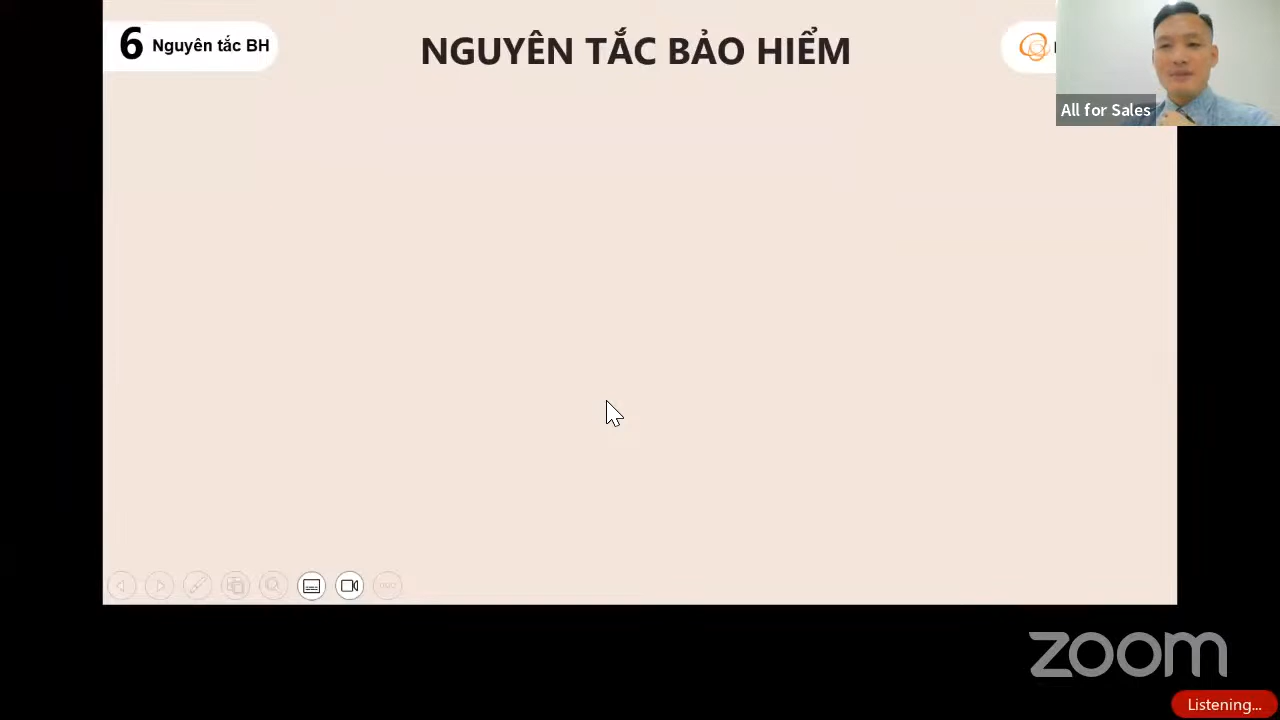 6 Nguyên tắc BH
NGUYÊN TẮC BẢO HIỂM
All for Sales
zoom
Listening...